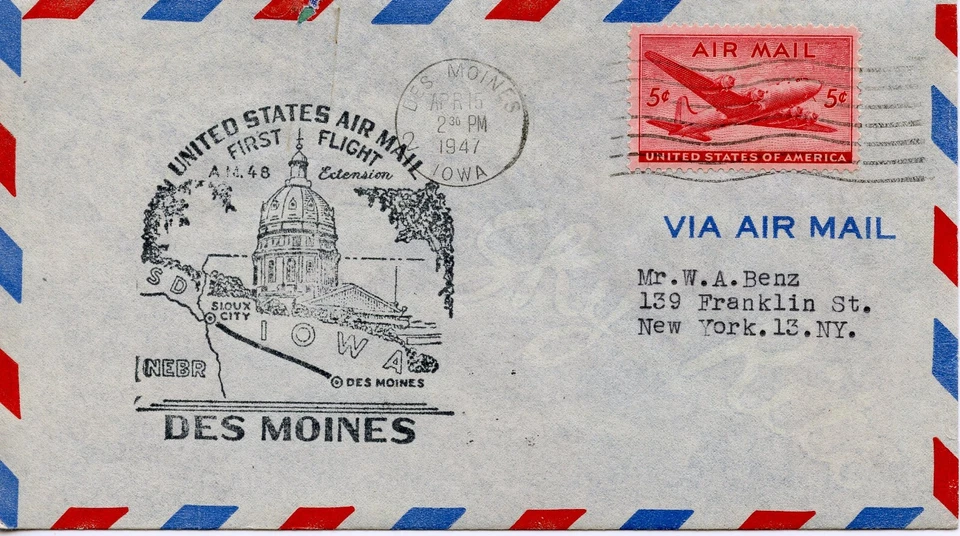 UNITED STATES AIR MAIL
FIRST FLIGHT
A.M. 48 Extension
S D
SIOUX
CITY
IOWA
NEBR
DES MOINES
DES MOINES
DES MOINES
APR 15
2 30 PM
1947
2, IOWA
AIR MAIL
5¢ 5¢
UNITED STATES OF AMERICA
VIA AIR MAIL
Mr.W.A.Benz
139 Franklin St.
New York.13.NY.